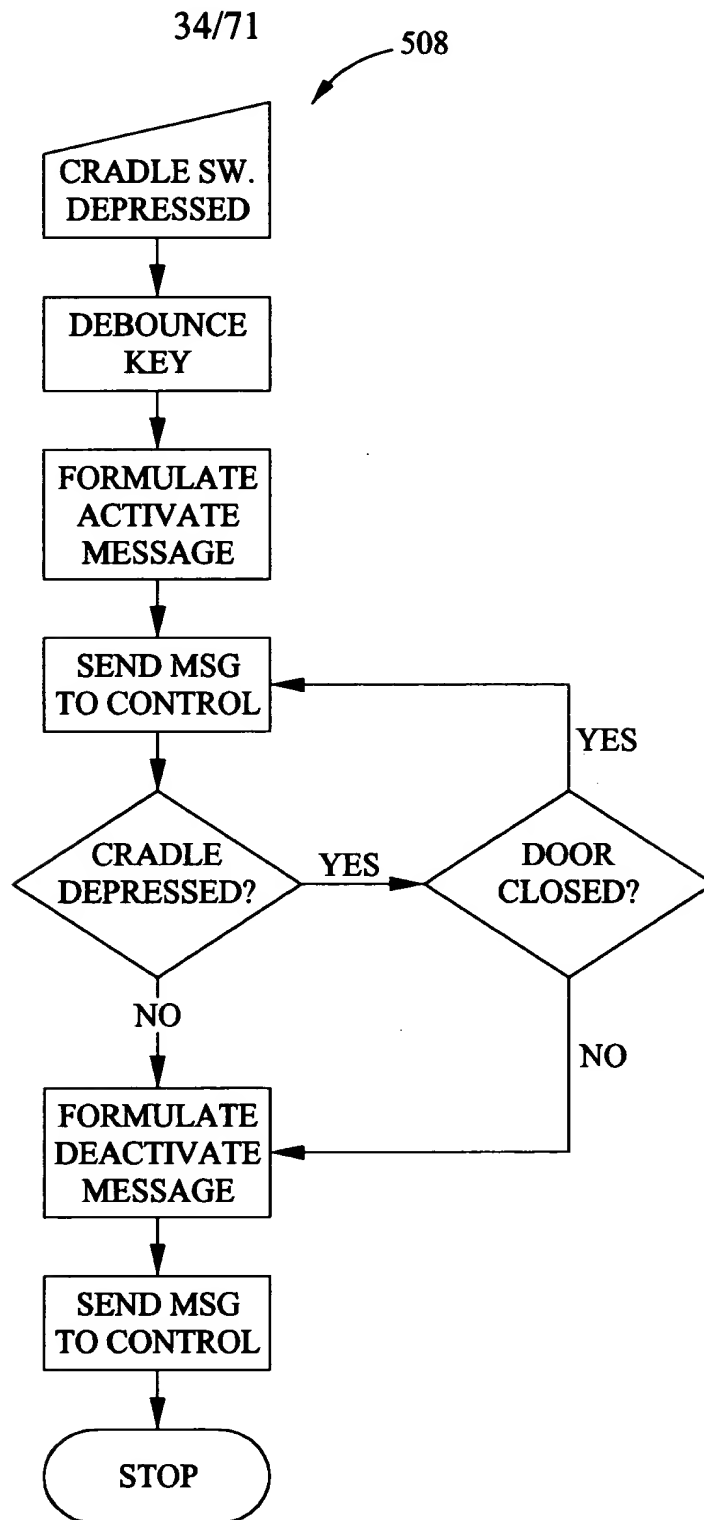 34/71
508
CRADLE SW.
DEPRESSED
DEBOUNCE
KEY
FORMULATE
ACTIVATE
MESSAGE
SEND MSG
TO CONTROL
YES
CRADLE
DEPRESSED?
YES
DOOR
CLOSED?
NO
NO
FORMULATE
DEACTIVATE
MESSAGE
SEND MSG
TO CONTROL
STOP